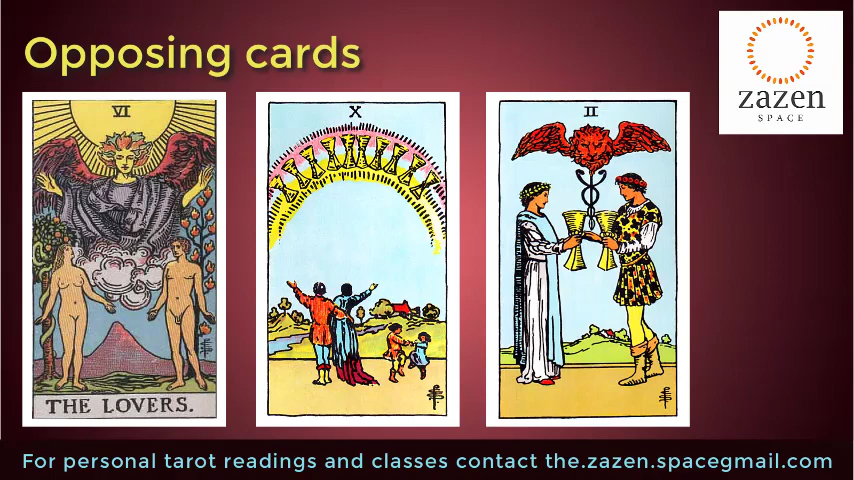 Opposing cards
zazen
SPACE
VI
X
II
THE LOVERS.
For personal tarot readings and classes contact the.zazen.spacegmail.com